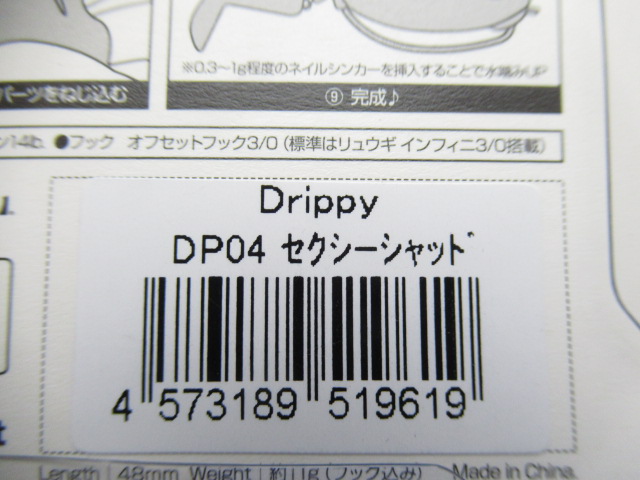 ※0.3～1g程度のネイルシンカーを挿入することで水噛みUP
パーツをねじ込む
⑨ 完成♪
14lb. ●フック オフセットフック3/0（標準はリュウギ インフィニ3/0搭載）
Drippy
DP04 ｾｸｼｰｼｬｯﾄﾞ
4 573189 519619
Length 48mm Weight 約11g（フック込み）
Made in China.